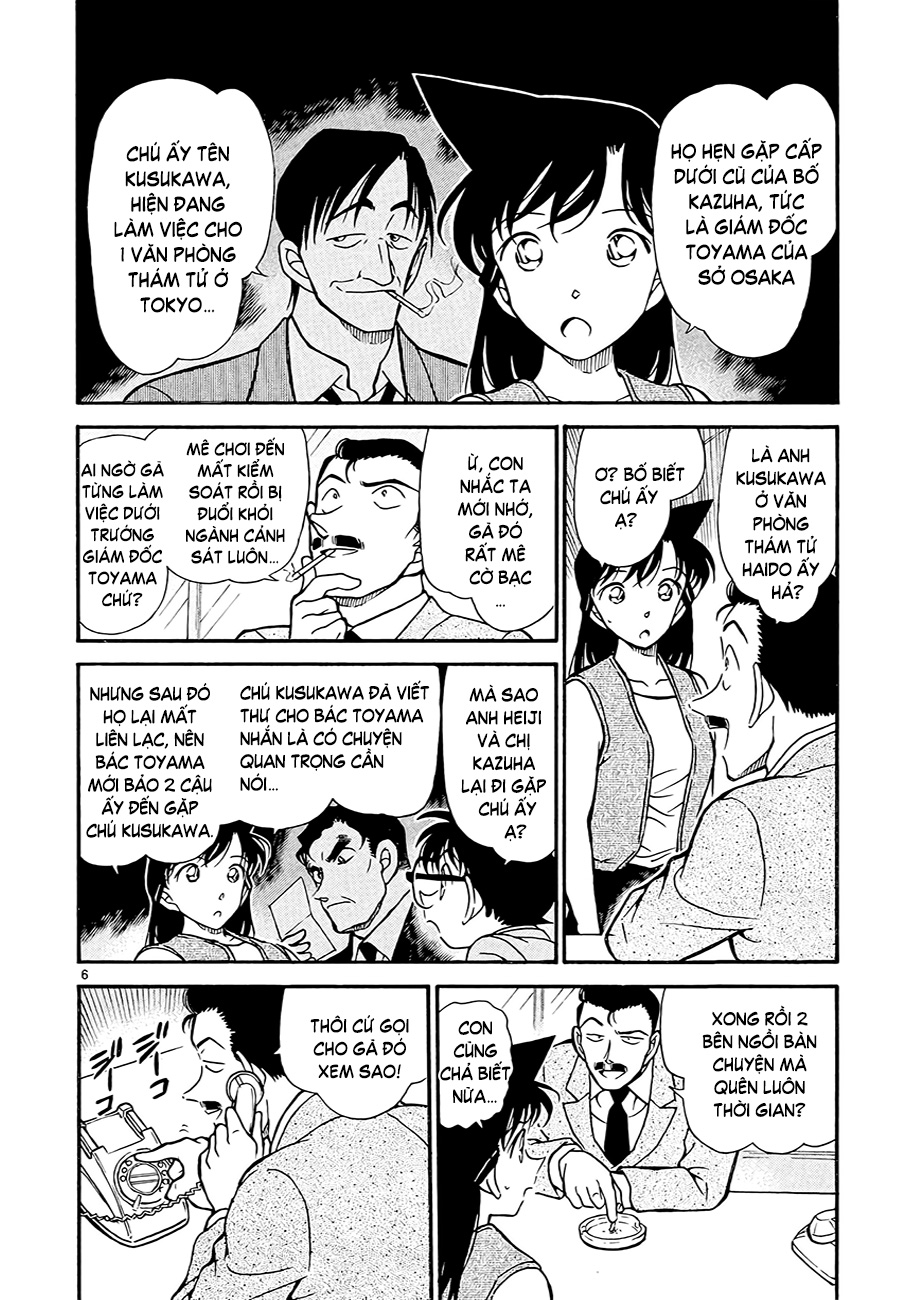 HỌ HẸN GẶP CẤP
DƯỚI CŨ CỦA BỐ
KAZUHA, TỨC
LÀ GIÁM ĐỐC
TOYAMA CỦA
SỞ OSAKA
CHÚ ẤY TÊN
KUSUKAWA,
HIỆN ĐANG
LÀM VIỆC CHO
1 VĂN PHÒNG
THÁM TỬ Ở
TOKYO...
LÀ ANH
KUSUKAWA
Ở VĂN
PHÒNG
THÁM TỬ
HAIDO ẤY
HẢ?
Ơ? BỐ BIẾT
CHÚ ẤY
Ạ?
Ừ, CON
NHẮC TA
MỚI NHỚ,
GÃ ĐÓ
RẤT MÊ
CỜ BẠC
...
MÊ CHƠI ĐẾN
MẤT KIỂM
SOÁT RỒI BỊ
ĐUỔI KHỎI
NGÀNH CẢNH
SÁT LUÔN...
AI NGỜ GÃ
TỪNG LÀM
VIỆC DƯỚI
TRƯỚNG
GIÁM ĐỐC
TOYAMA
CHỨ?
MÀ SAO
ANH HEIJI
VÀ CHỊ
KAZUHA
LẠI ĐI GẶP
CHÚ ẤY
Ạ?
CHÚ KUSUKAWA ĐÃ VIẾT
THƯ CHO BÁC TOYAMA
NHẮN LÀ CÓ CHUYỆN
QUAN TRỌNG CẦN
NÓI...
NHƯNG SAU ĐÓ
HỌ LẠI MẤT
LIÊN LẠC, NÊN
BÁC TOYAMA
MỚI BẢO 2 CẬU
ẤY ĐẾN GẶP
CHÚ KUSUKAWA.
6
XONG RỒI 2
BÊN NGỒI BÀN
CHUYỆN MÀ
QUÊN LUÔN
THỜI GIAN?
CON
CŨNG
CHẢ BIẾT
NỮA...
THÔI CỨ GỌI
CHO GÃ ĐÓ
XEM SAO!
ジコ
ジコ